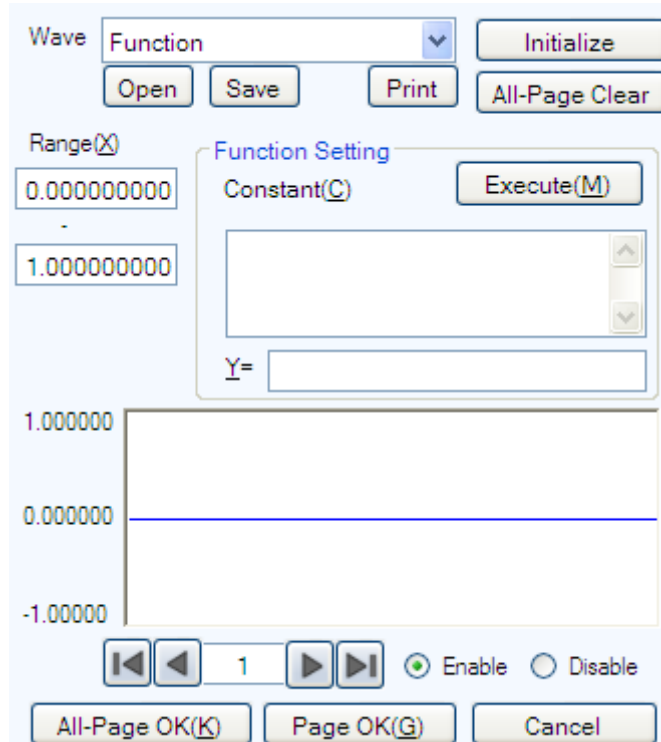 Wave Function Initialize
Open Save Print All-Page Clear
Range(X) Function Setting
0.000000000 Constant(C) Execute(M)
-
1.000000000
Y=
1.000000
0.000000
-1.00000
1 Enable Disable
All-Page OK(K) Page OK(G) Cancel